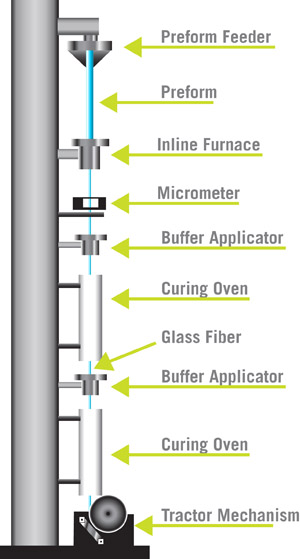 Preform Feeder
Preform
Inline Furnace
Micrometer
Buffer Applicator
Curing Oven
Glass Fiber
Buffer Applicator
Curing Oven
Tractor Mechanism